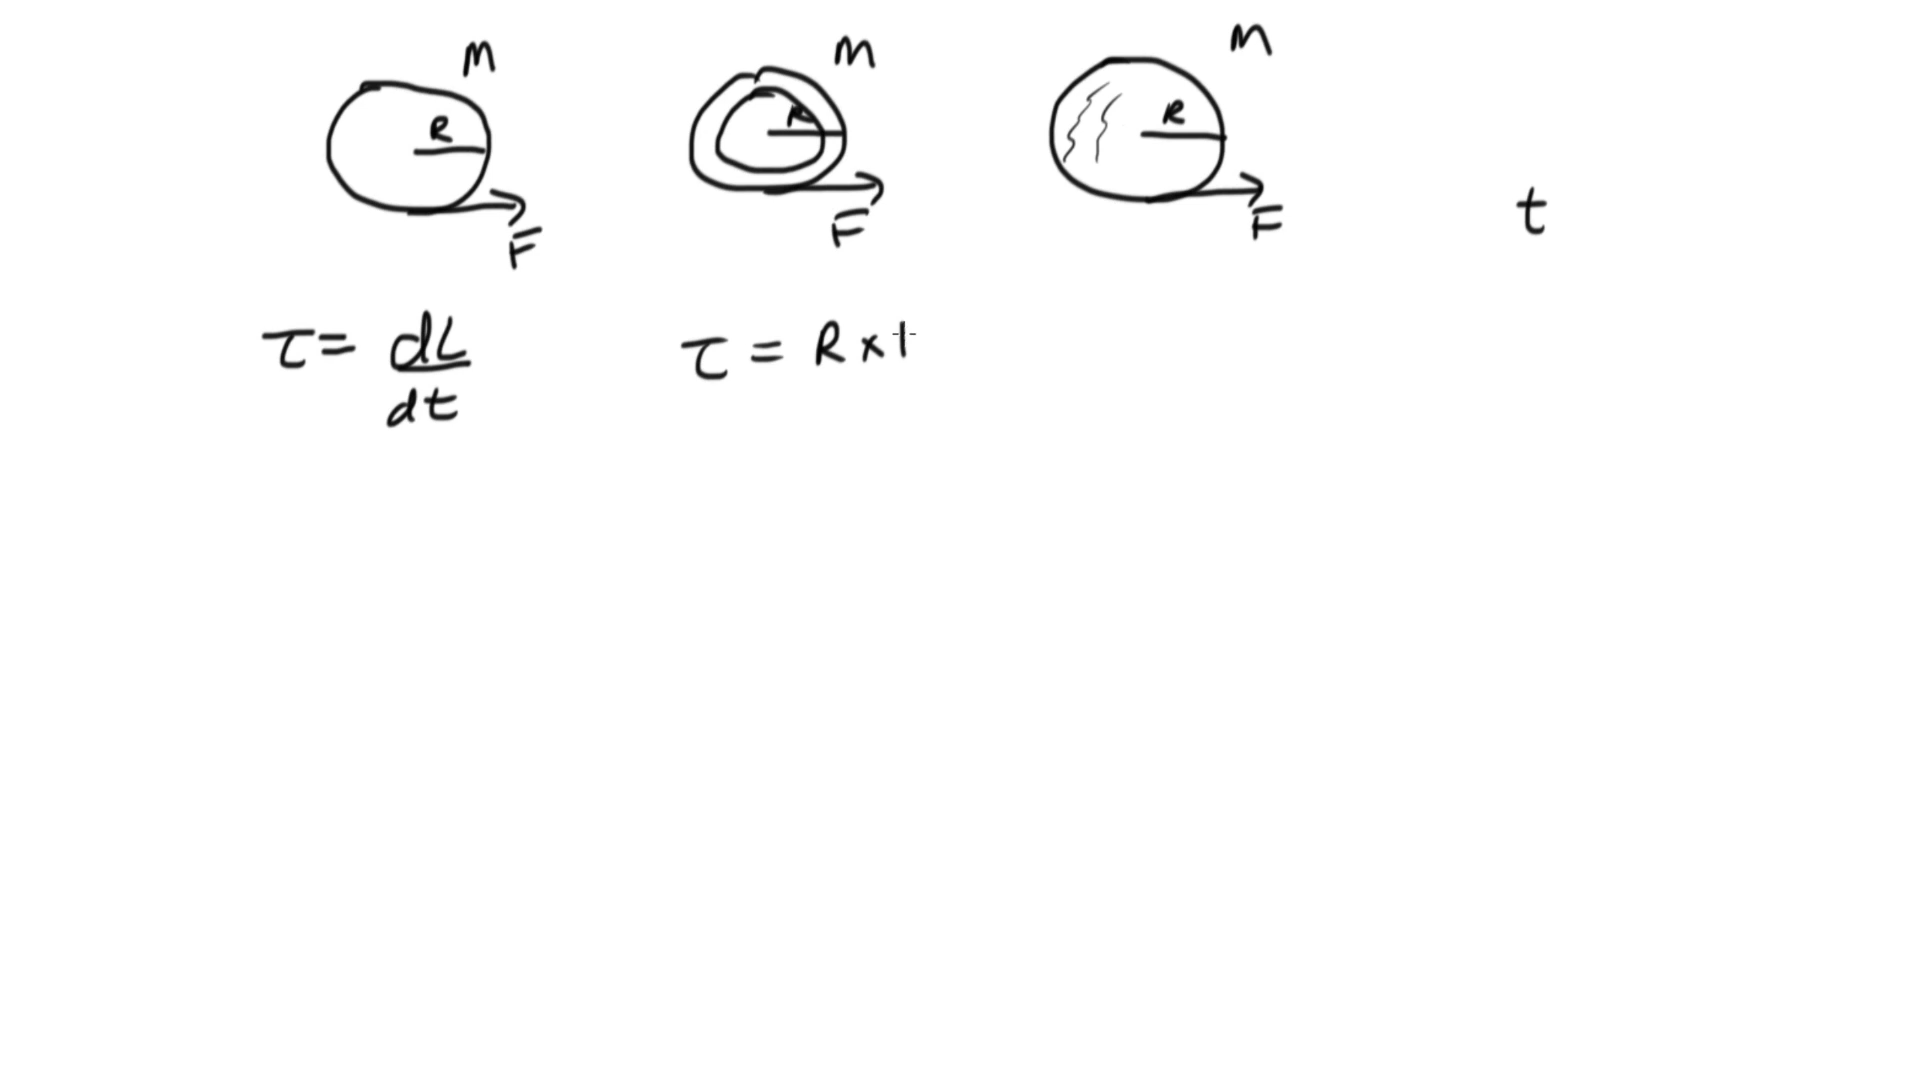 M M M
R R R
F F F
t
τ = dL/dt
τ = R x